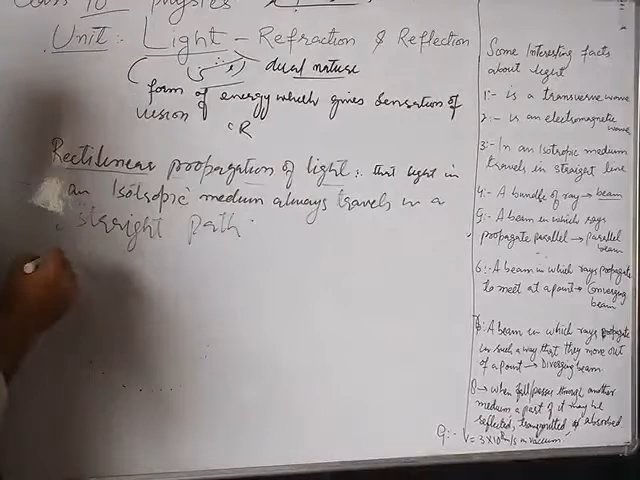 Class 10 Physics
Unit:- Light - Refraction & Reflection
dual nature
form of energy which gives sensation of
vision
Rectilinear propagation of light:- that light in
an Isotropic medium always travels in a
straight path.
Some Interesting facts
about light
1:- is a transverse wave
2:- is an electromagnetic
wave
3:- In an Isotropic medium
travels in straight line
4:- A bundle of ray → beam
5:- A beam in which rays
propagate parallel → parallel
beam
6:- A beam in which rays propagate
to meet at a point → Converging
beam
7:- A beam in which rays propagate
in such a way that they move out
of a point → Diverging beam
8 → when fall/passes through another
medium a part of it may be
reflected, transmitted or absorbed
9:- V = 3×10⁸ m/s in vacuum